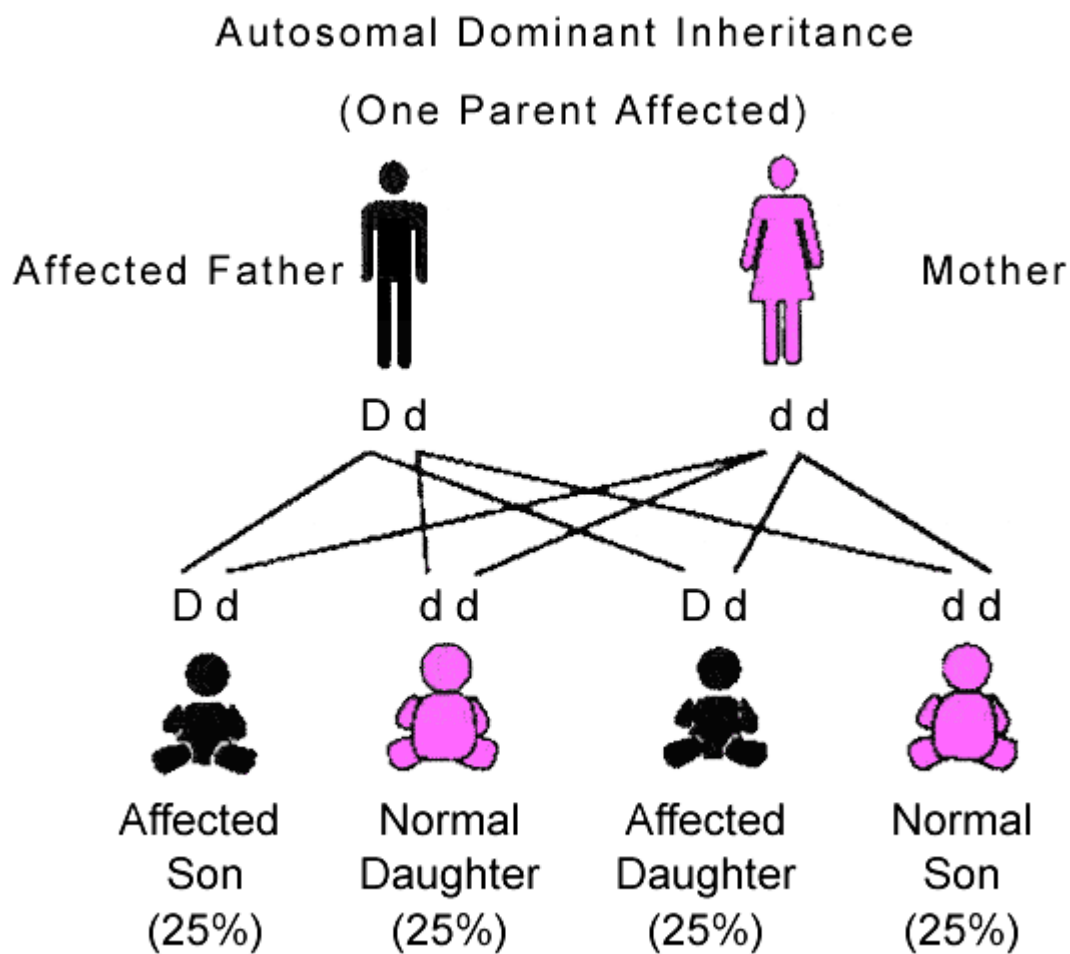 Autosomal Dominant Inheritance
(One Parent Affected)
Affected Father
Mother
D d
d d
D d
d d
D d
d d
Affected
Son
(25%)
Normal
Daughter
(25%)
Affected
Daughter
(25%)
Normal
Son
(25%)